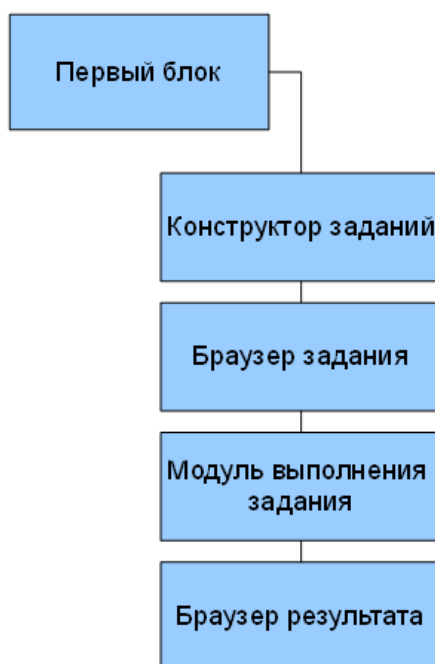 Первый блок
Конструктор заданий
Браузер задания
Модуль выполнения
задания
Браузер результата